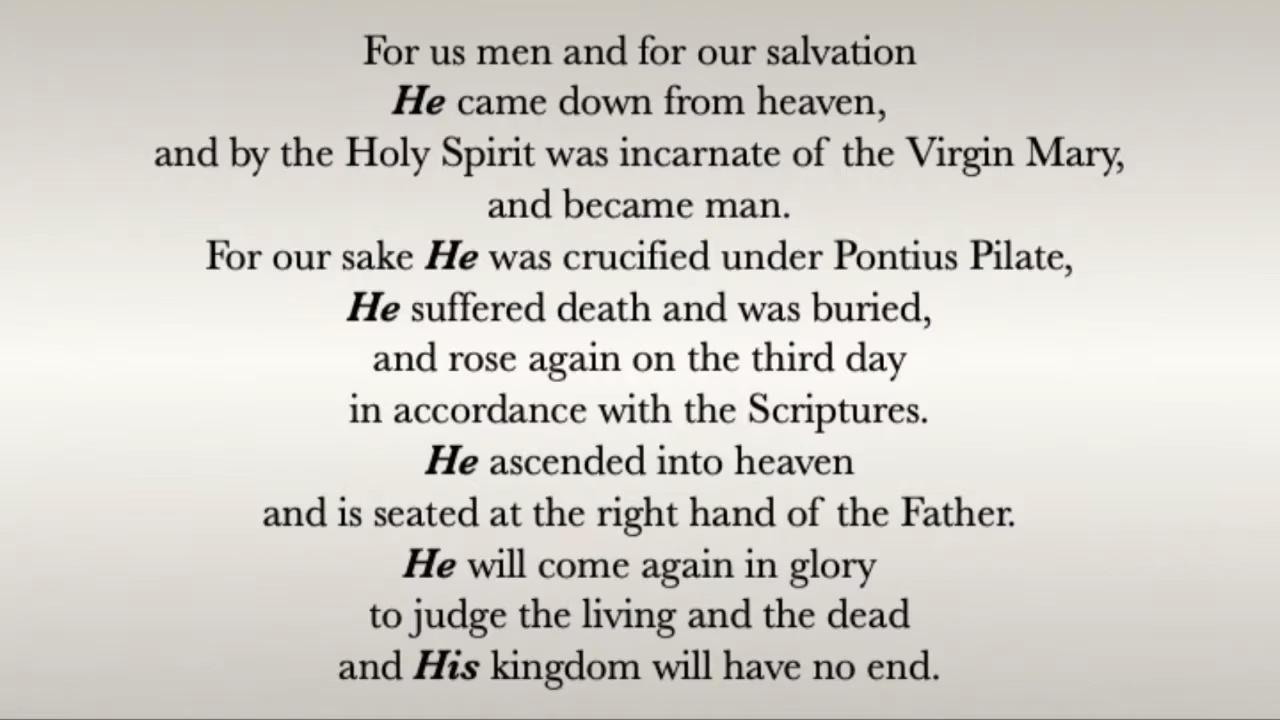 For us men and for our salvation
He came down from heaven,
and by the Holy Spirit was incarnate of the Virgin Mary,
and became man.
For our sake He was crucified under Pontius Pilate,
He suffered death and was buried,
and rose again on the third day
in accordance with the Scriptures.
He ascended into heaven
and is seated at the right hand of the Father.
He will come again in glory
to judge the living and the dead
and His kingdom will have no end.